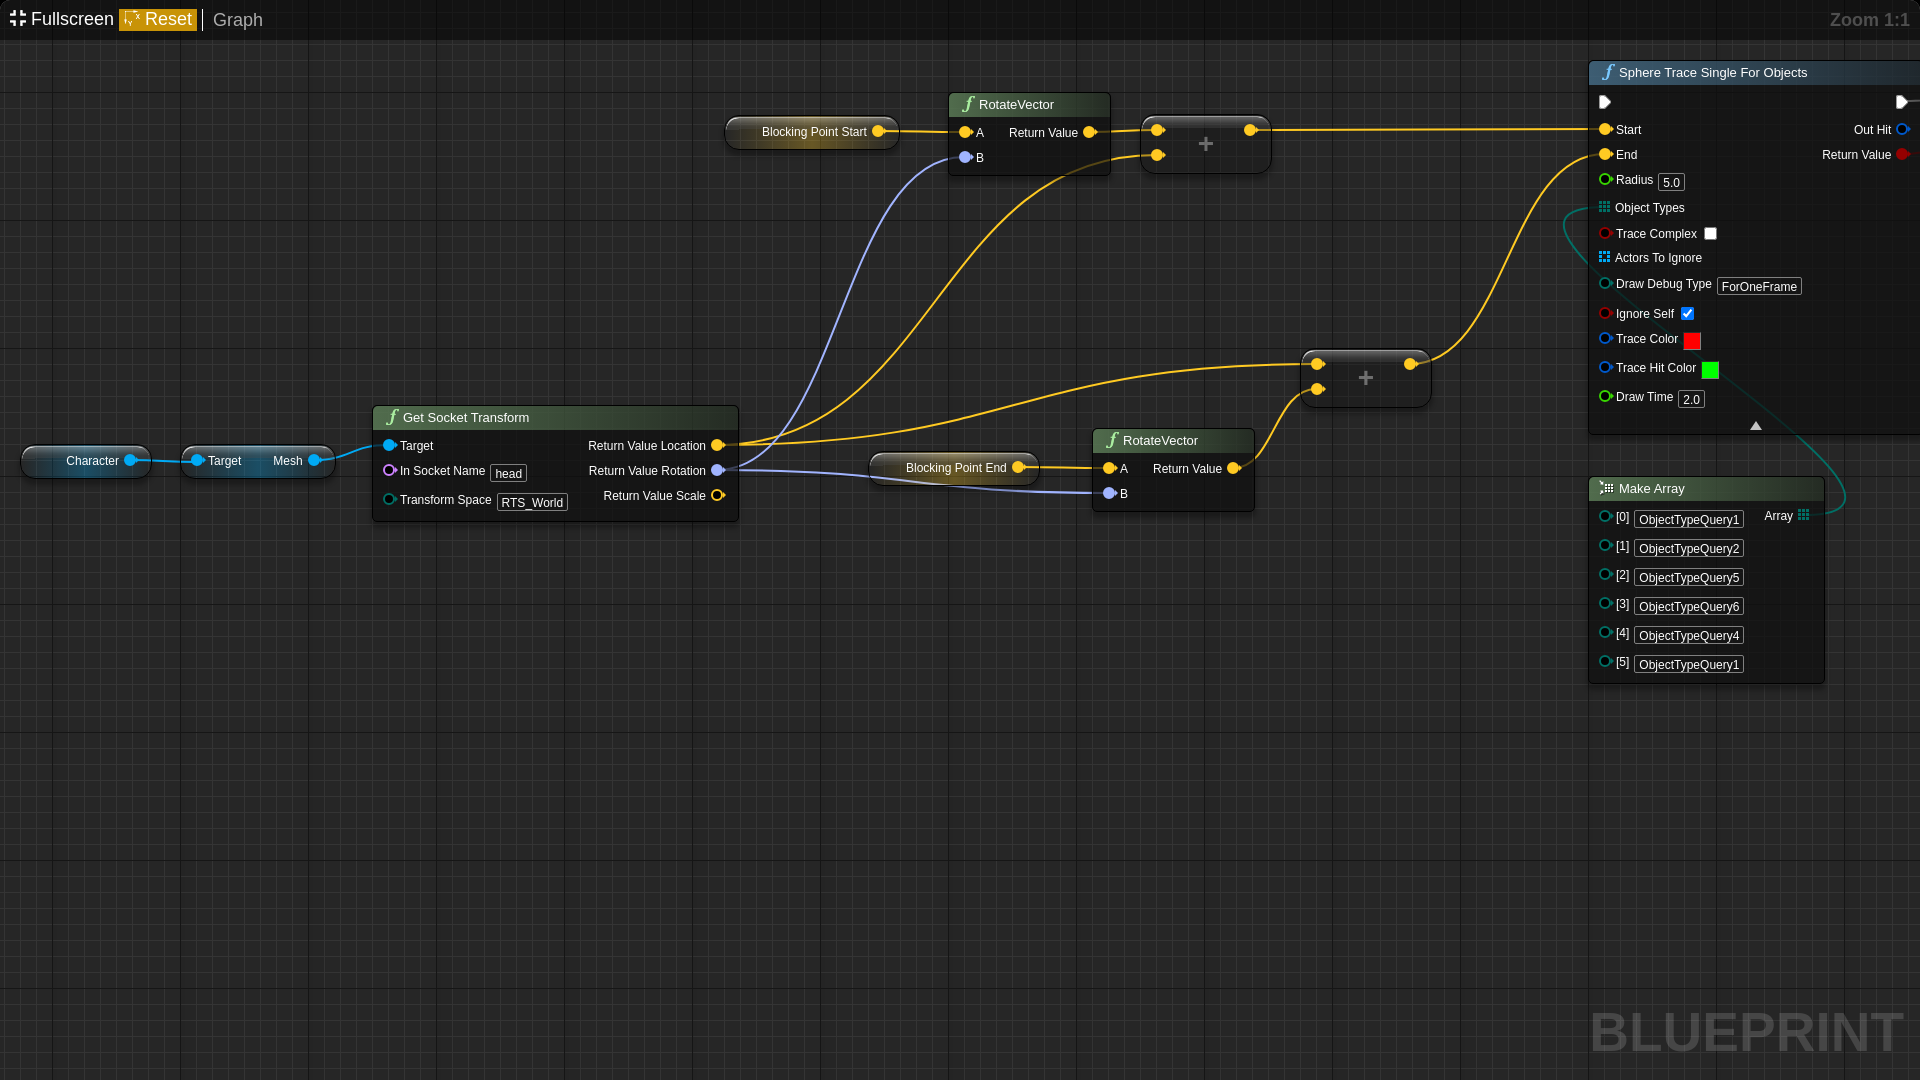 Fullscreen Reset Graph
Zoom 1:1
Sphere Trace Single For Objects
Start
Out Hit
End
Return Value
Radius 5.0
Object Types
Trace Complex
Actors To Ignore
Draw Debug Type ForOneFrame
Ignore Self
Trace Color
Trace Hit Color
Draw Time 2.0
RotateVector
Blocking Point Start
A
Return Value
B
+
+
Get Socket Transform
Target
Return Value Location
In Socket Name head
Return Value Rotation
Return Value Scale
Transform Space RTS_World
Character
Target
Mesh
RotateVector
Blocking Point End
A
Return Value
B
Make Array
[0] ObjectTypeQuery1
Array
[1] ObjectTypeQuery2
[2] ObjectTypeQuery5
[3] ObjectTypeQuery6
[4] ObjectTypeQuery4
[5] ObjectTypeQuery1
BLUEPRINT